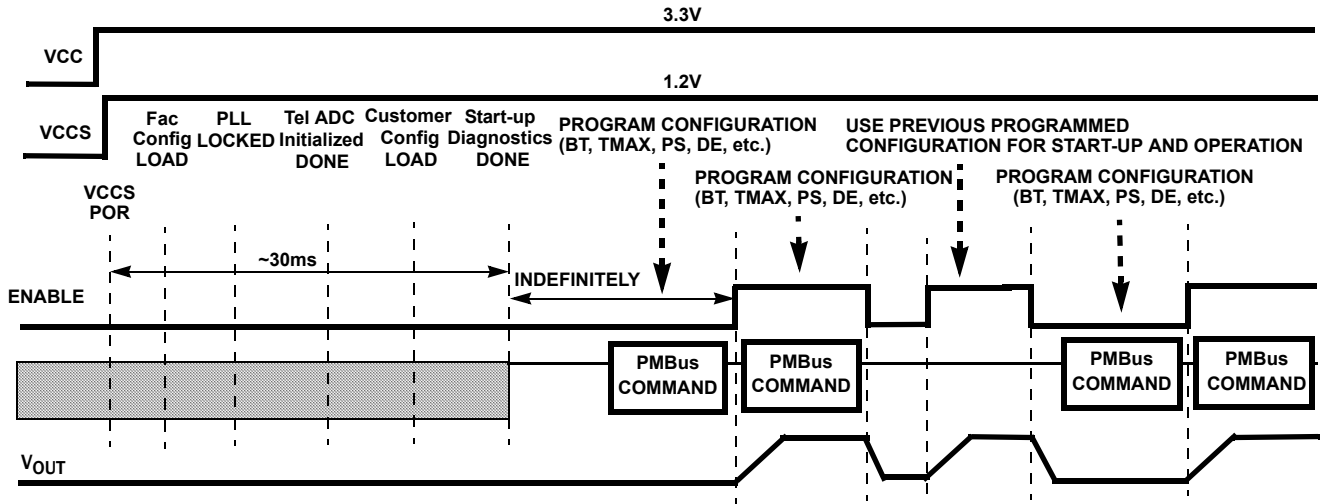 3.3V
VCC
1.2V
VCCS
Fac
Config
LOAD
PLL
LOCKED
Tel ADC
Initialized
DONE
Customer
Config
LOAD
Start-up
Diagnostics
DONE
PROGRAM CONFIGURATION
(BT, TMAX, PS, DE, etc.)
USE PREVIOUS PROGRAMMED
CONFIGURATION FOR START-UP AND OPERATION
PROGRAM CONFIGURATION
(BT, TMAX, PS, DE, etc.)
PROGRAM CONFIGURATION
(BT, TMAX, PS, DE, etc.)
VCCS
POR
~30ms
INDEFINITELY
ENABLE
PMBus
COMMAND
PMBus
COMMAND
PMBus
COMMAND
PMBus
COMMAND
VOUT